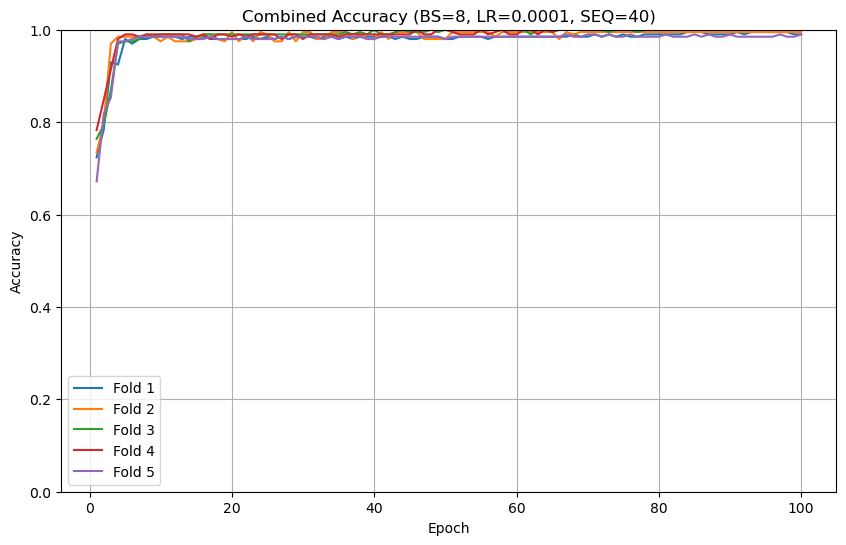 Combined Accuracy (BS=8, LR=0.0001, SEQ=40)
1.0
0.8
0.6
0.4
0.2
0.0
Accuracy
Fold 1
Fold 2
Fold 3
Fold 4
Fold 5
0
20
40
60
80
100
Epoch